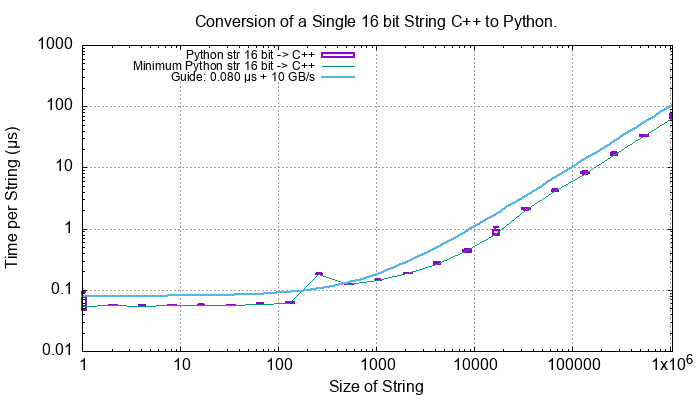 Conversion of a Single 16 bit String C++ to Python.
Python str 16 bit -> C++
Minimum Python str 16 bit -> C++
Guide: 0.080 µs + 10 GB/s
Time per String (µs)
1000
100
10
1
0.1
0.01
1 10 100 1000 10000 100000 1x10⁶
Size of String